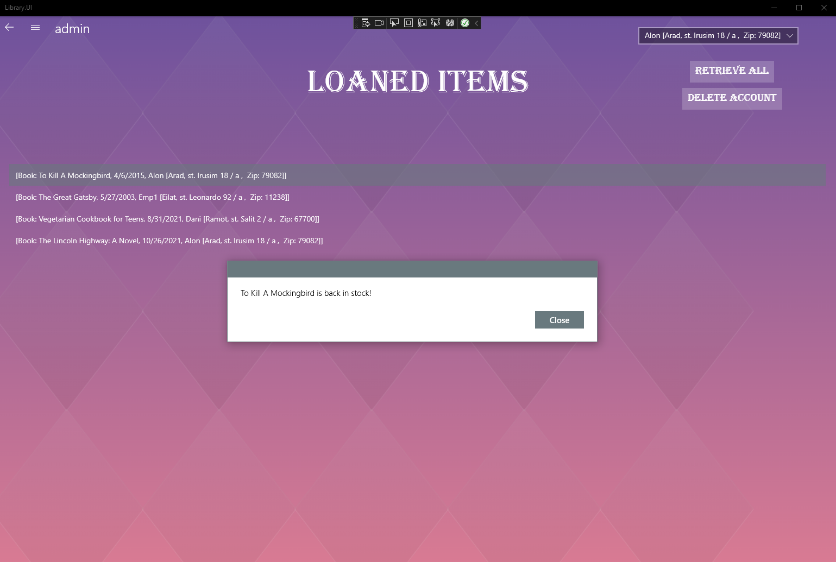 Library.UI
admin
Alon [Arad, st. Irusim 18 / a , Zip: 79082]
LOANED ITEMS
RETRIEVE ALL
DELETE ACCOUNT
[Book: To Kill A Mockingbird, 4/6/2015, Alon [Arad, st. Irusim 18 / a , Zip: 79082]]
[Book: The Great Gatsby, 5/27/2003, Emp1 [Eilat, st. Leonardo 92 / a , Zip: 11238]]
[Book: Vegetarian Cookbook for Teens, 8/31/2021, Dani [Ramot, st. Salit 2 / a , Zip: 67700]]
[Book: The Lincoln Highway: A Novel, 10/26/2021, Alon [Arad, st. Irusim 18 / a , Zip: 79082]]
To Kill A Mockingbird is back in stock!
Close